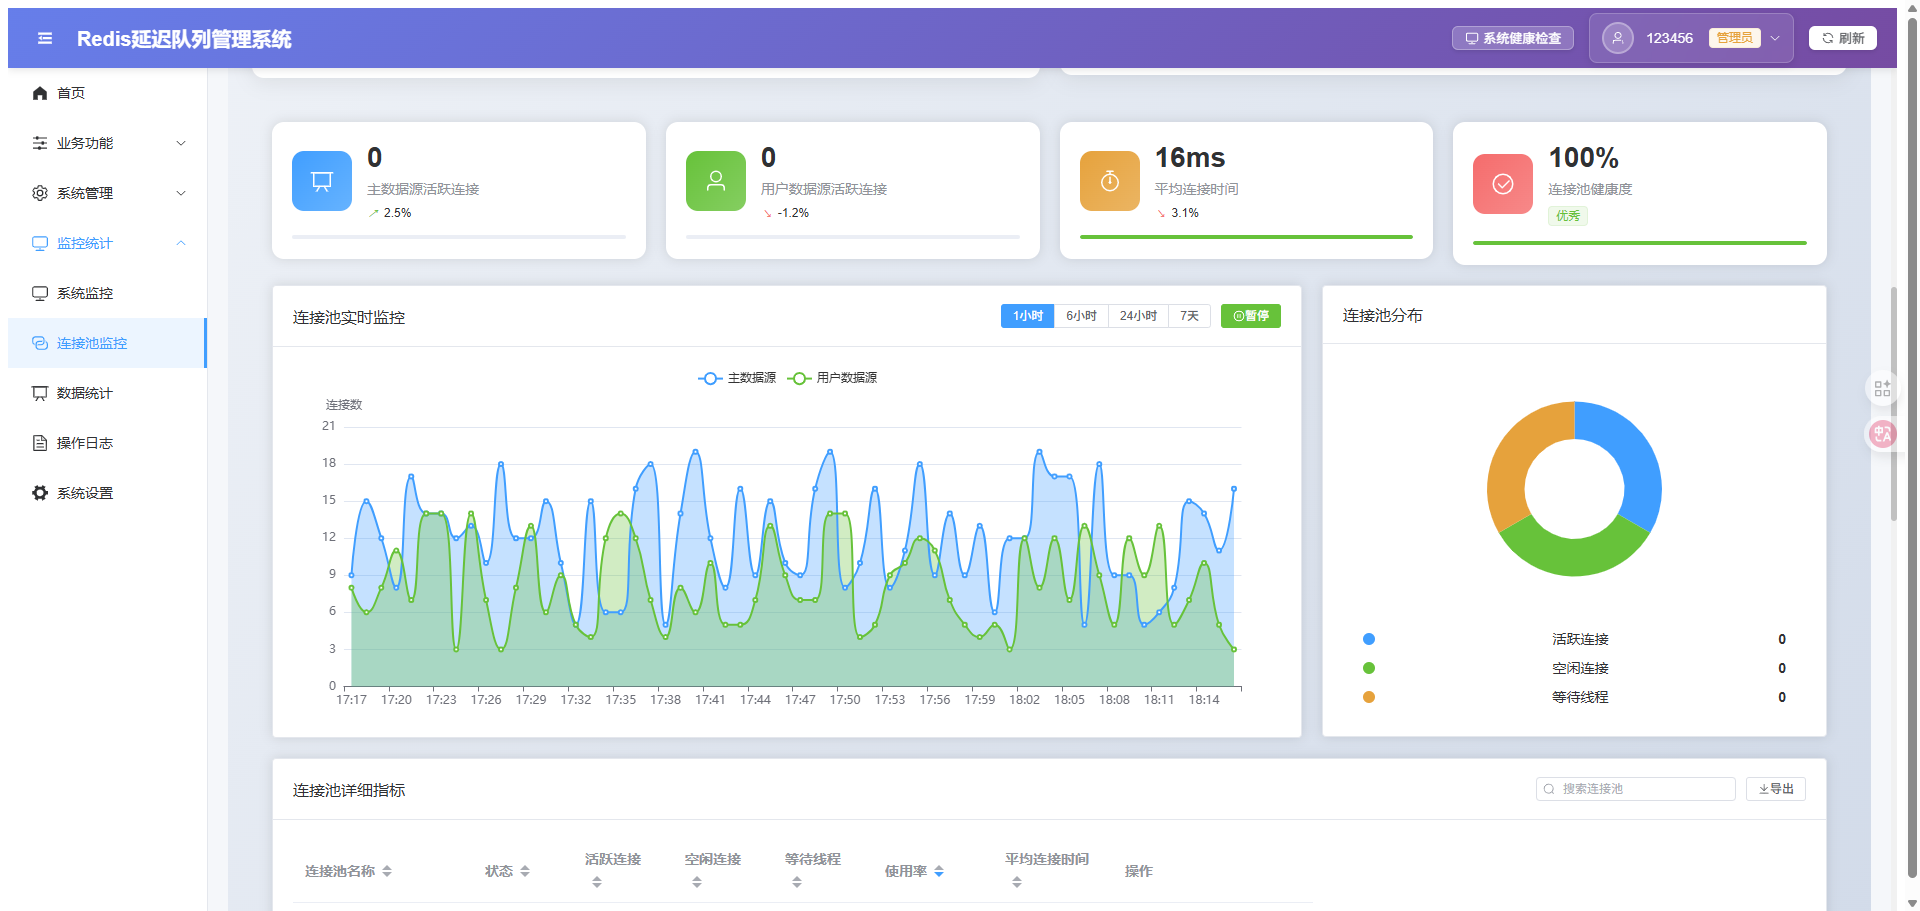 Redis延迟队列管理系统
系统健康检查
123456
管理员
刷新
首页
业务功能
系统管理
监控统计
系统监控
连接池监控
数据统计
操作日志
系统设置
0
主数据源活跃连接
2.5%
0
用户数据源活跃连接
-1.2%
16ms
平均连接时间
3.1%
100%
连接池健康度
优秀
连接池实时监控
1小时
6小时
24小时
7天
暂停
主数据源
用户数据源
连接数
21
18
15
12
9
6
3
0
17:17 17:20 17:23 17:26 17:29 17:32 17:35 17:38 17:41 17:44 17:47 17:50 17:53 17:56 17:59 18:02 18:05 18:08 18:11 18:14
连接池分布
活跃连接 0
空闲连接 0
等待线程 0
连接池详细指标
搜索连接池
导出
连接池名称
状态
活跃连接
空闲连接
等待线程
使用率
平均连接时间
操作